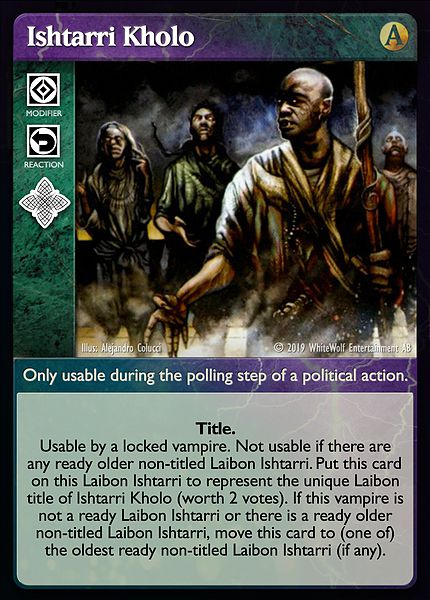 Ishtarri Kholo
A
MODIFIER
REACTION
Illus: Alejandro Colucci
© 2019 WhiteWolf Entertainment AB
Only usable during the polling step of a political action.
Title.
Usable by a locked vampire. Not usable if there are
any ready older non-titled Laibon Ishtarri. Put this card
on this Laibon Ishtarri to represent the unique Laibon
title of Ishtarri Kholo (worth 2 votes). If this vampire is
not a ready Laibon Ishtarri or there is a ready older
non-titled Laibon Ishtarri, move this card to (one of)
the oldest ready non-titled Laibon Ishtarri (if any).